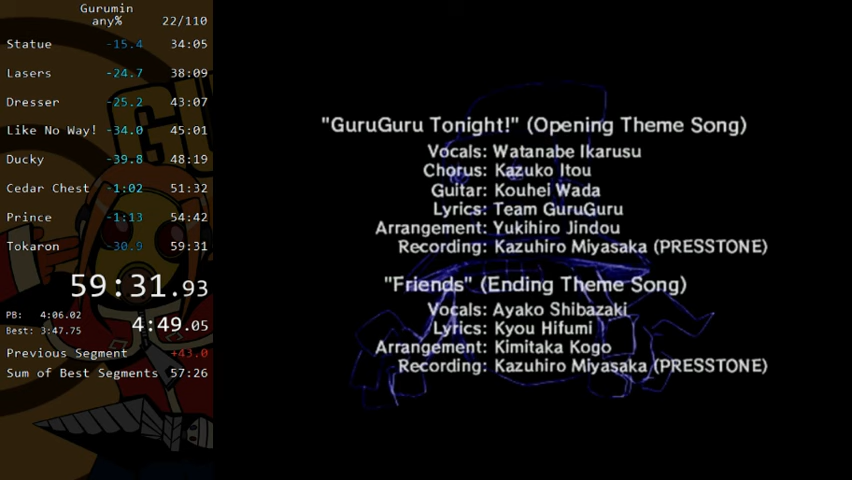 Gurumin
any% 22/110
Statue -15.4 34:05
Lasers -24.7 38:09
Dresser -25.2 43:07
Like No Way! -34.0 45:01
Ducky -39.8 48:19
Cedar Chest -1:02 51:32
Prince -1:13 54:42
Tokaron -30.9 59:31
59:31.93
PB: 4:06.02
Best: 3:47.75
4:49.05
Previous Segment +43.0
Sum of Best Segments 57:26
"GuruGuru Tonight!" (Opening Theme Song)
Vocals: Watanabe Ikarusu
Chorus: Kazuko Itou
Guitar: Kouhei Wada
Lyrics: Team GuruGuru
Arrangement: Yukihiro Jindou
Recording: Kazuhiro Miyasaka (PRESSTONE)
"Friends" (Ending Theme Song)
Vocals: Ayako Shibazaki
Lyrics: Kyou Hifumi
Arrangement: Kimitaka Kogo
Recording: Kazuhiro Miyasaka (PRESSTONE)